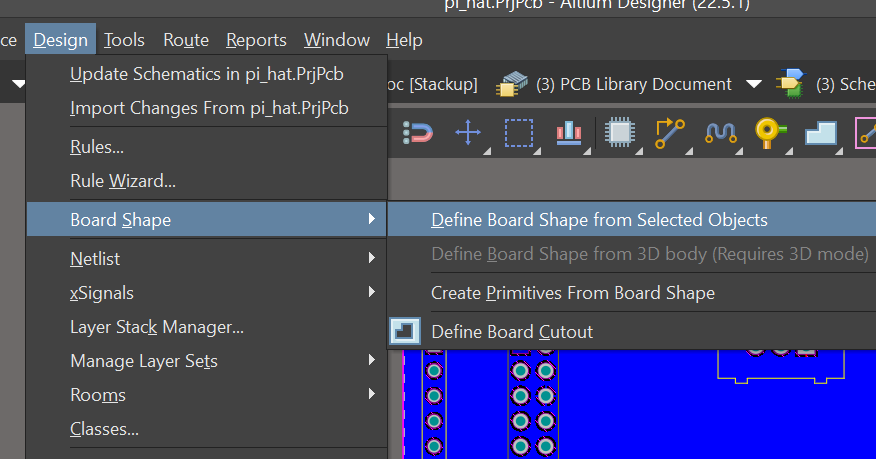 pi_hat.PrjPcb - Altium Designer (22.5.1)
ce Design Tools Route Reports Window Help
oc [Stackup] (3) PCB Library Document (3) Sche
Update Schematics in pi_hat.PrjPcb
Import Changes From pi_hat.PrjPcb
Rules...
Rule Wizard...
Board Shape
Define Board Shape from Selected Objects
Define Board Shape from 3D body (Requires 3D mode)
Create Primitives From Board Shape
Define Board Cutout
Netlist
xSignals
Layer Stack Manager...
Manage Layer Sets
Rooms
Classes...